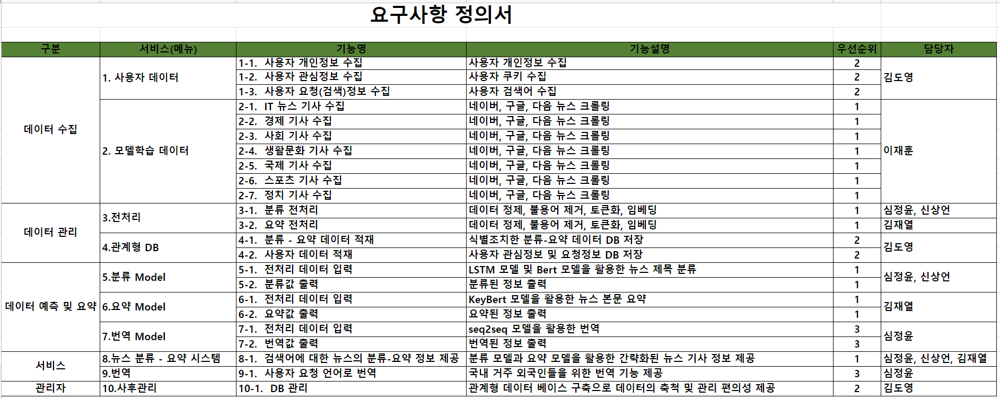 요구사항 정의서
구분 서비스(메뉴) 기능명 기능설명 우선순위 담당자
데이터 수집 1. 사용자 데이터 1-1. 사용자 개인정보 수집 사용자 개인정보 수집 2 김도영
1-2. 사용자 관심정보 수집 사용자 쿠키 수집 2
1-3. 사용자 요청(검색)정보 수집 사용자 검색어 수집 2
2. 모델학습 데이터 2-1. IT 뉴스 기사 수집 네이버, 구글, 다음 뉴스 크롤링 1 이재훈
2-2. 경제 기사 수집 네이버, 구글, 다음 뉴스 크롤링 1
2-3. 사회 기사 수집 네이버, 구글, 다음 뉴스 크롤링 1
2-4. 생활문화 기사 수집 네이버, 구글, 다음 뉴스 크롤링 1
2-5. 국제 기사 수집 네이버, 구글, 다음 뉴스 크롤링 1
2-6. 스포츠 기사 수집 네이버, 구글, 다음 뉴스 크롤링 1
2-7. 정치 기사 수집 네이버, 구글, 다음 뉴스 크롤링 1
데이터 관리 3.전처리 3-1. 분류 전처리 데이터 정제, 불용어 제거, 토큰화, 임베딩 1 심정윤, 신상언
3-2. 요약 전처리 데이터 정제, 불용어 제거, 토큰화, 임베딩 1 김재열
4.관계형 DB 4-1. 분류 - 요약 데이터 적재 식별조치한 분류-요약 데이터 DB 저장 2 김도영
4-2. 사용자 데이터 적재 사용자 관심정보 및 요청정보 DB 저장 2
데이터 예측 및 요약 5.분류 Model 5-1. 전처리 데이터 입력 LSTM 모델 및 Bert 모델을 활용한 뉴스 제목 분류 1 심정윤, 신상언
5-2. 분류값 출력 분류된 정보 출력 1
6.요약 Model 6-1. 전처리 데이터 입력 KeyBert 모델을 활용한 뉴스 본문 요약 1 김재열
6-2. 요약값 출력 요약된 정보 출력 1
7.번역 Model 7-1. 전처리 데이터 입력 seq2seq 모델을 활용한 번역 3 심정윤
7-2. 번역값 출력 번역된 정보 출력 3
서비스 8.뉴스 분류 - 요약 시스템 8-1. 검색어에 대한 뉴스의 분류-요약 정보 제공 분류 모델과 요약 모델을 활용한 간략화된 뉴스 기사 정보 제공 1 심정윤, 신상언, 김재열
9.번역 9-1. 사용자 요청 언어로 번역 국내 거주 외국인들을 위한 번역 기능 제공 3 심정윤
관리자 10.사후관리 10-1. DB 관리 관계형 데이터 베이스 구축으로 데이터의 축척 및 관리 편의성 제공 2 김도영